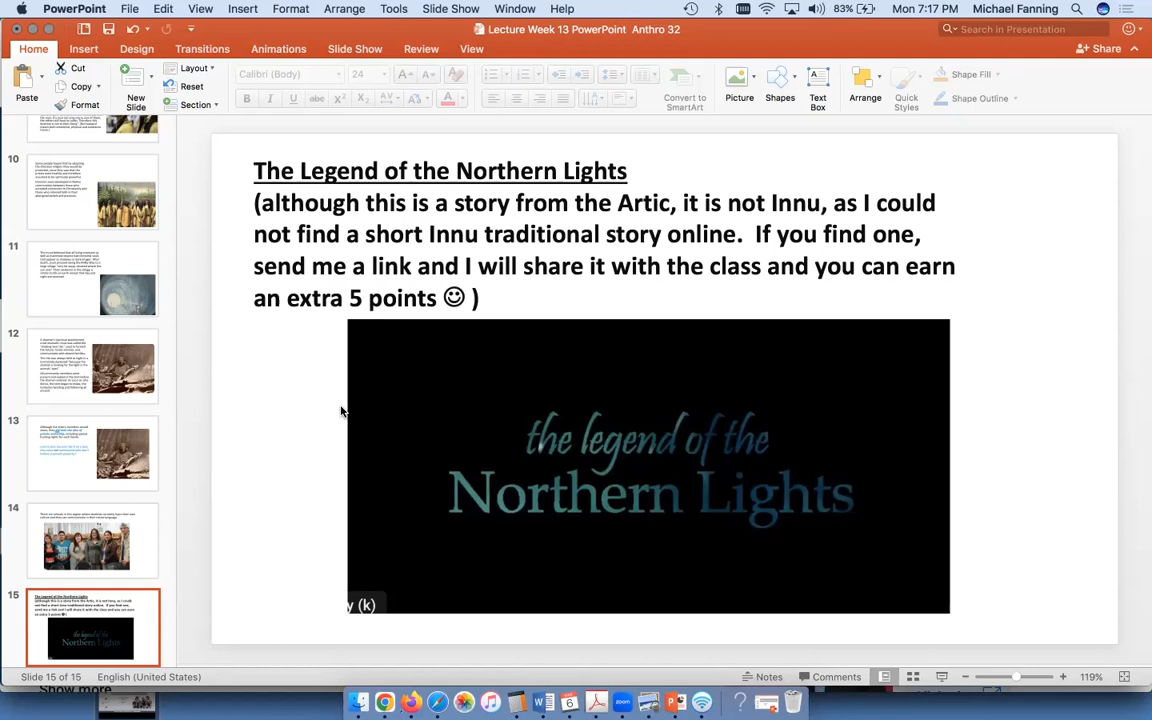 PowerPoint File Edit View Insert Format Arrange Tools Slide Show Window Help 83% Mon 7:17 PM Michael Fanning
Lecture Week 13 PowerPoint Anthro 32 Search in Presentation
Home Insert Design Transitions Animations Slide Show Review View Share
Paste Cut Copy Format New Slide Layout Reset Section Calibri (Body) 24 Convert to SmartArt Picture Shapes Text Box Arrange Quick Styles Shape Fill Shape Outline
10
11
12
13
14
15
The Legend of the Northern Lights
(although this is a story from the Artic, it is not Innu, as I could
not find a short Innu traditional story online. If you find one,
send me a link and I will share it with the class and you can earn
an extra 5 points ☺ )
the legend of the
Northern Lights
y (k)
Slide 15 of 15 English (United States) Notes Comments 119%
Show more